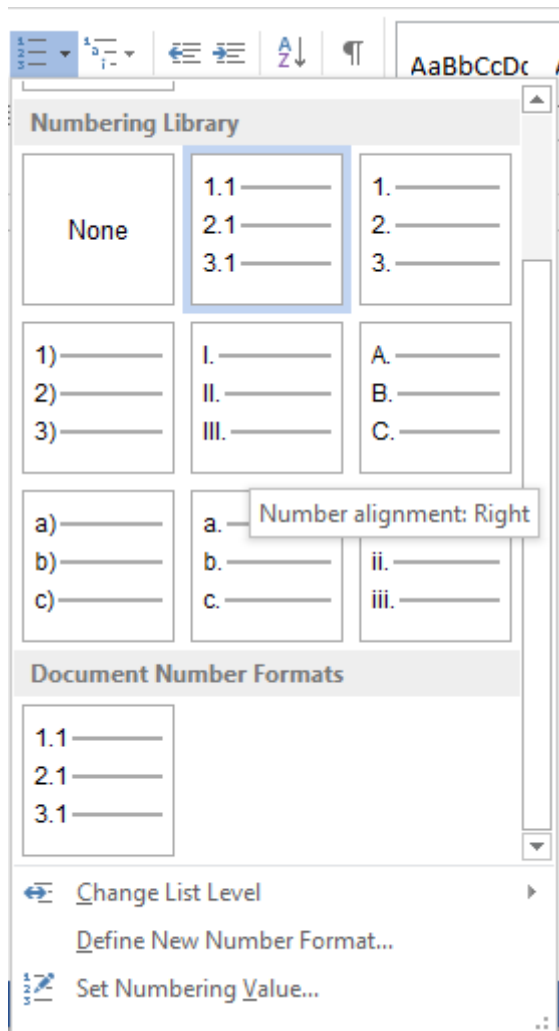 AaBbCcDc
Numbering Library
None
1.1
2.1
3.1
1.
2.
3.
1)
2)
3)
I.
II.
III.
A.
B.
C.
a)
b)
c)
a.
b.
c.
Number alignment: Right
ii.
iii.
Document Number Formats
1.1
2.1
3.1
Change List Level
Define New Number Format...
Set Numbering Value...